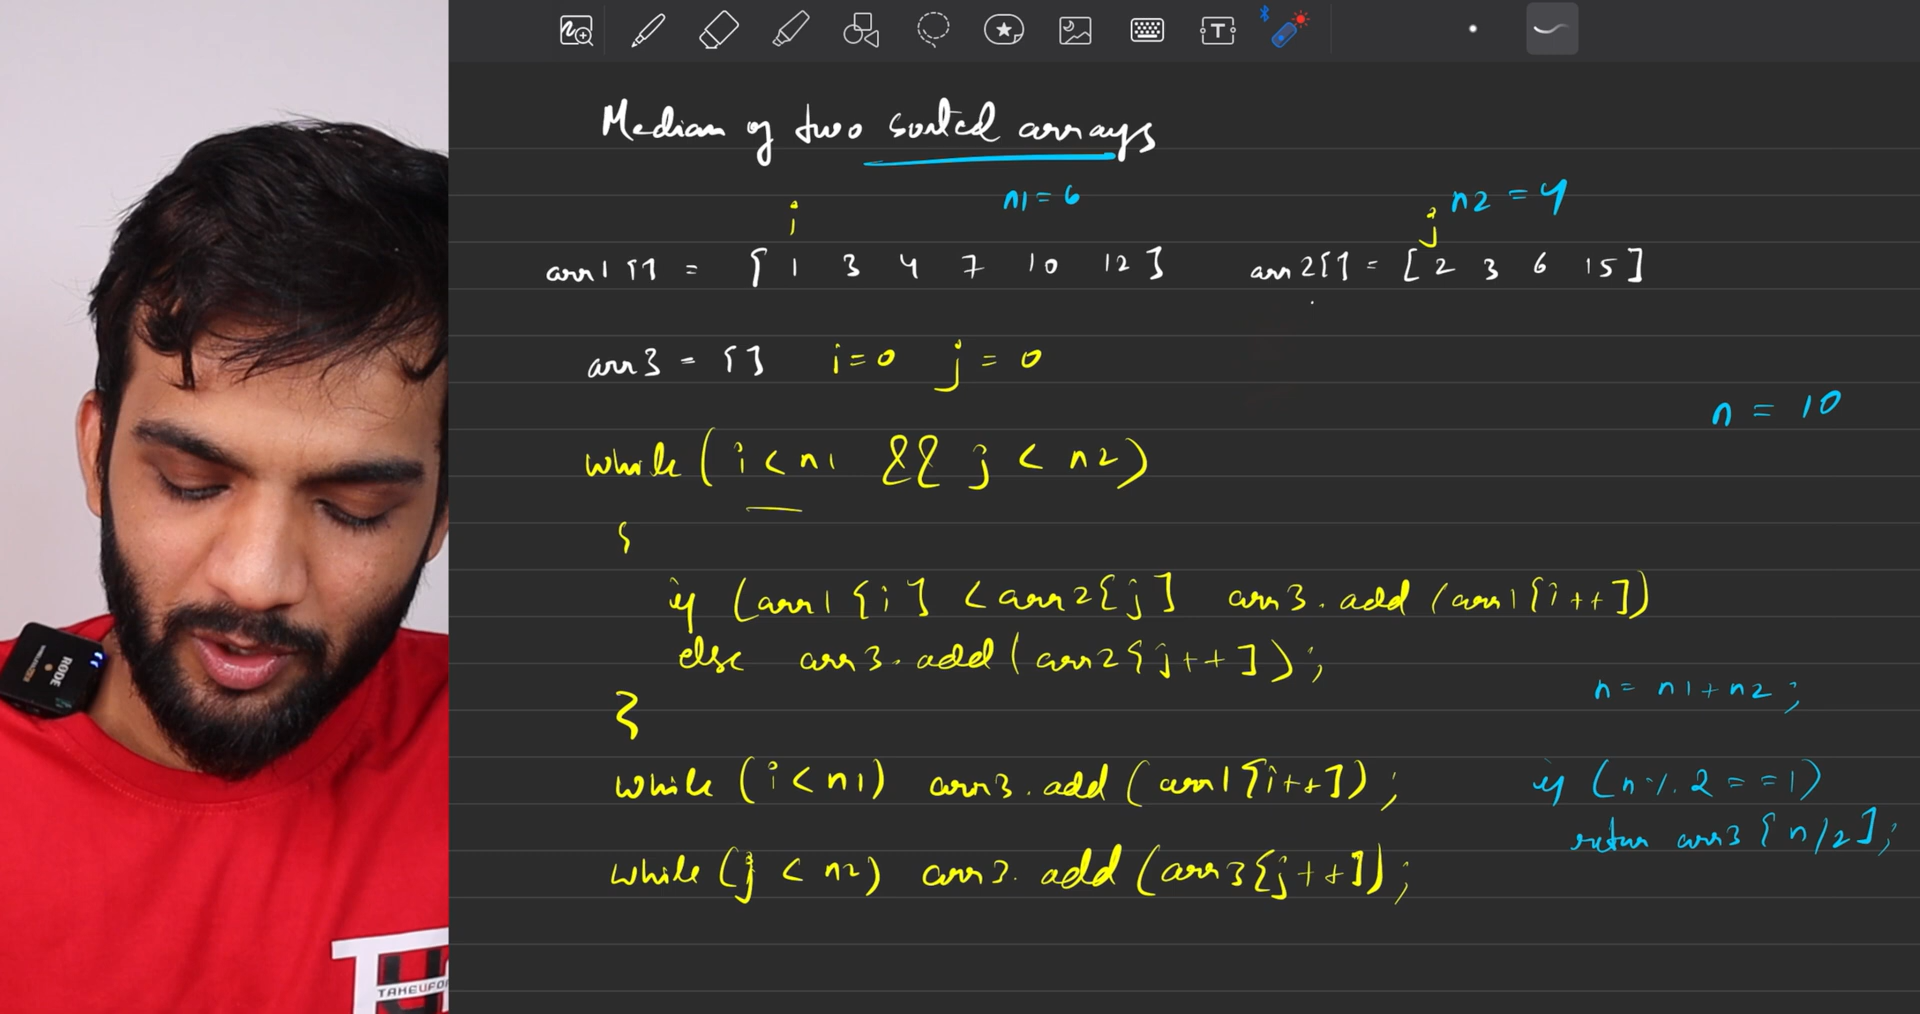 Median of two sorted arrays
n1 = 6
n2 = 4
i
j
arr1[] = [ 1 3 4 7 10 12 ]
arr2[] = [ 2 3 6 15 ]
arr3 = [] i = 0 j = 0
n = 10
while ( i < n1 && j < n2 )
{
if ( arr1[i] < arr2[j] arr3.add (arr1[i++])
else arr3.add ( arr2[j++] ) ;
}
n = n1 + n2 ;
while ( i < n1 ) arr3.add ( arr1[i++] ) ;
if ( n % 2 == 1 )
return arr3 [ n/2 ] ;
while ( j < n2 ) arr3.add ( arr3[j++] ) ;
RODE
TAKEUFO